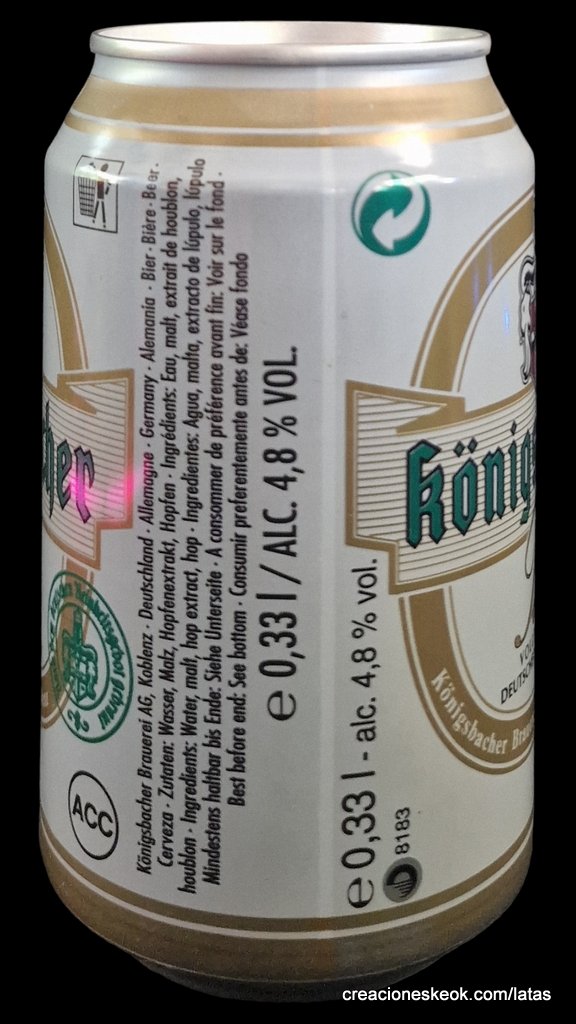 Königsbacher Brauerei AG, Koblenz · Deutschland · Allemagne · Germany · Alemania · Bier · Bière · Beer ·
Cerveza · Zutaten: Wasser, Malz, Hopfenextrakt, Hopfen · Ingrédients: Eau, malt, extrait de houblon,
houblon · Ingredients: Water, malt, hop extract, hop · Ingredientes: Agua, malta, extracto de lúpulo, lúpulo
Mindestens haltbar bis Ende: Siehe Unterseite · A consommer de préférence avant fin: Voir sur le fond ·
Best before end: See bottom · Consumir preferentemente antes de: Véase fondo
e 0,33 l / ALC. 4,8 % VOL.
e 0,33 l - alc. 4,8 % vol.
8183
ACC
cher
König
Königsbacher
creacioneskeok.com/latas